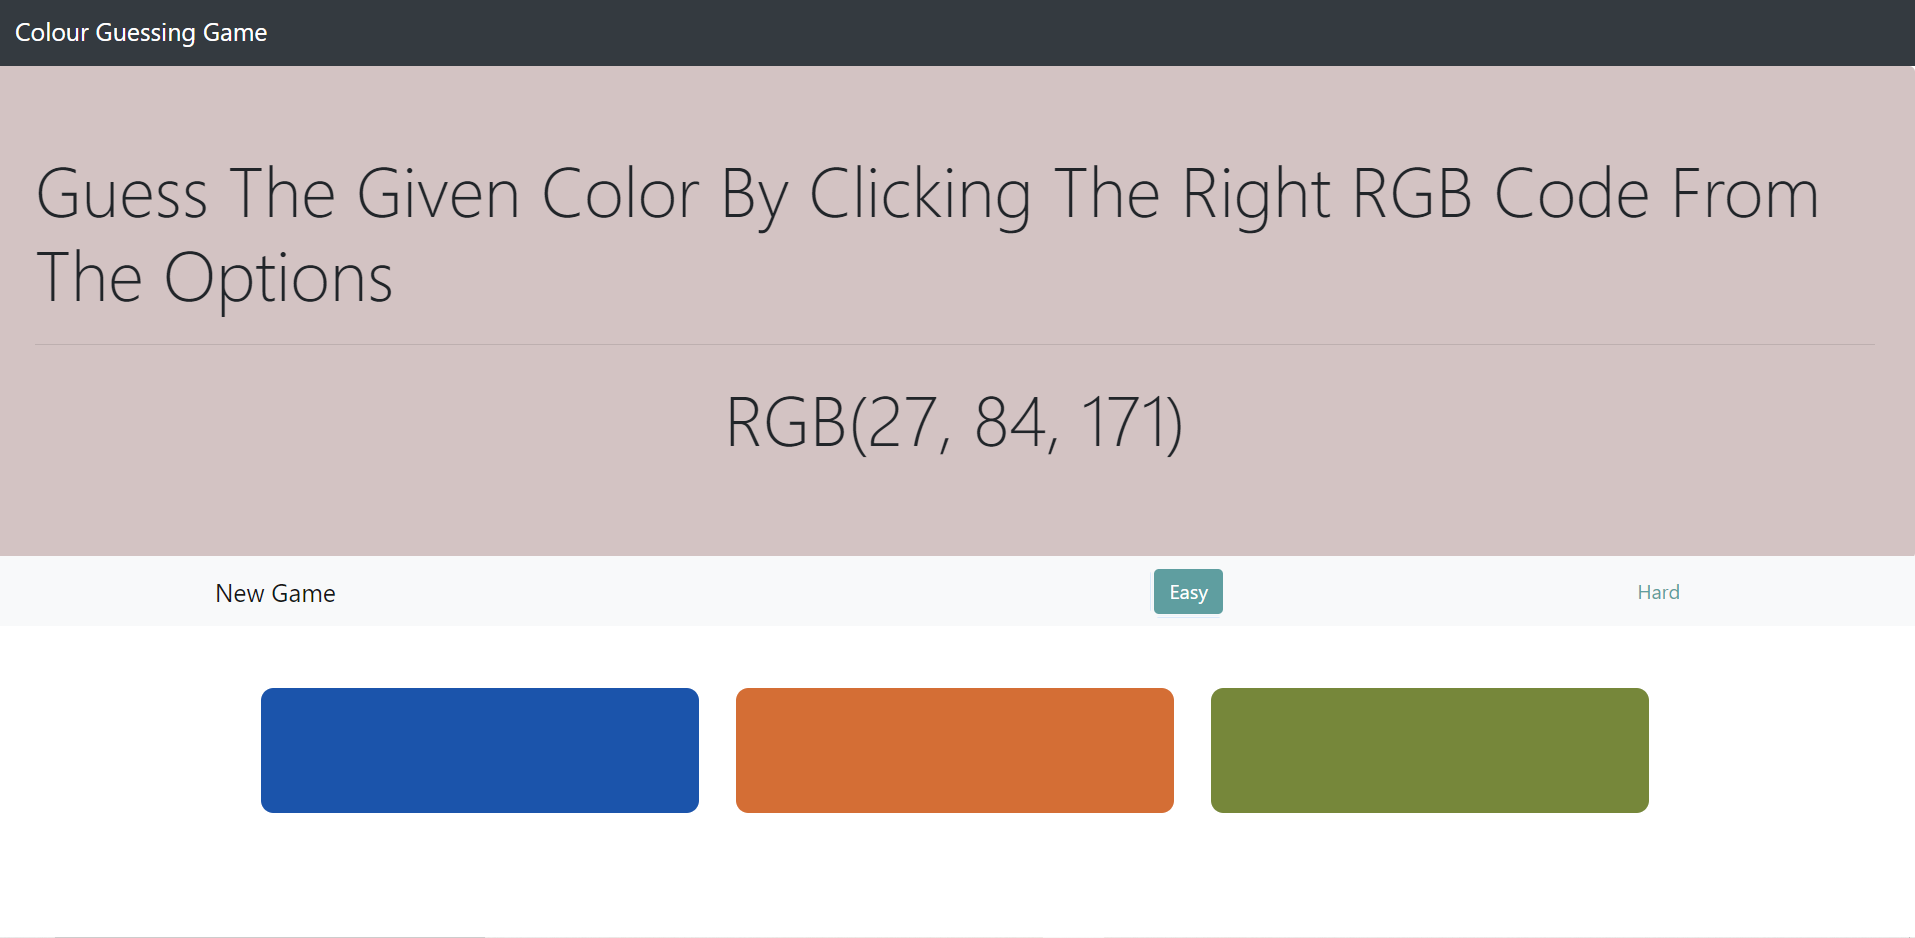 Colour Guessing Game
Guess The Given Color By Clicking The Right RGB Code From
The Options
RGB(27, 84, 171)
New Game
Easy
Hard